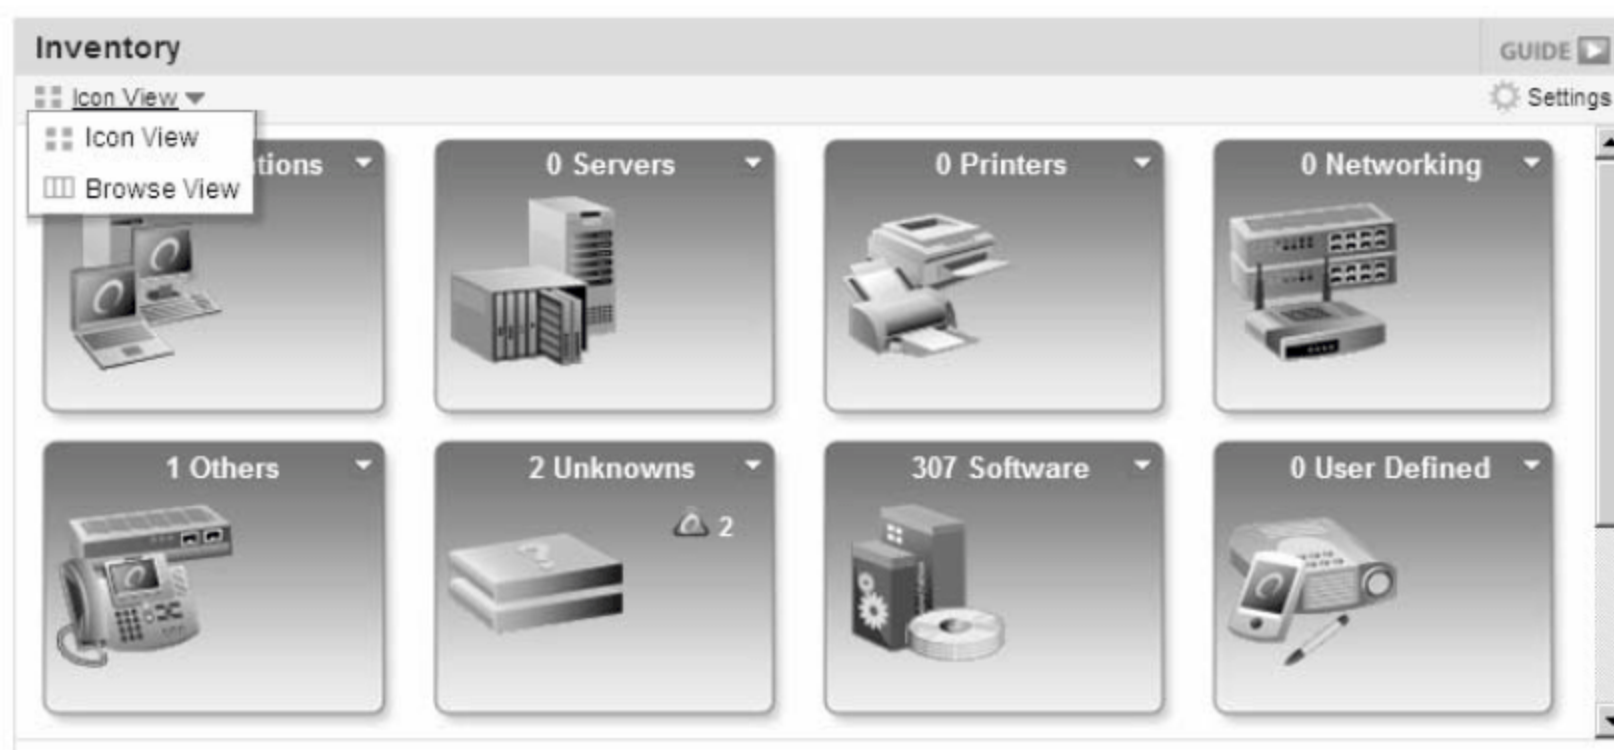 Inventory
GUIDE
Icon View
Settings
Icon View
Browse View
tions
0 Servers
0 Printers
0 Networking
1 Others
2 Unknowns
307 Software
0 User Defined
2